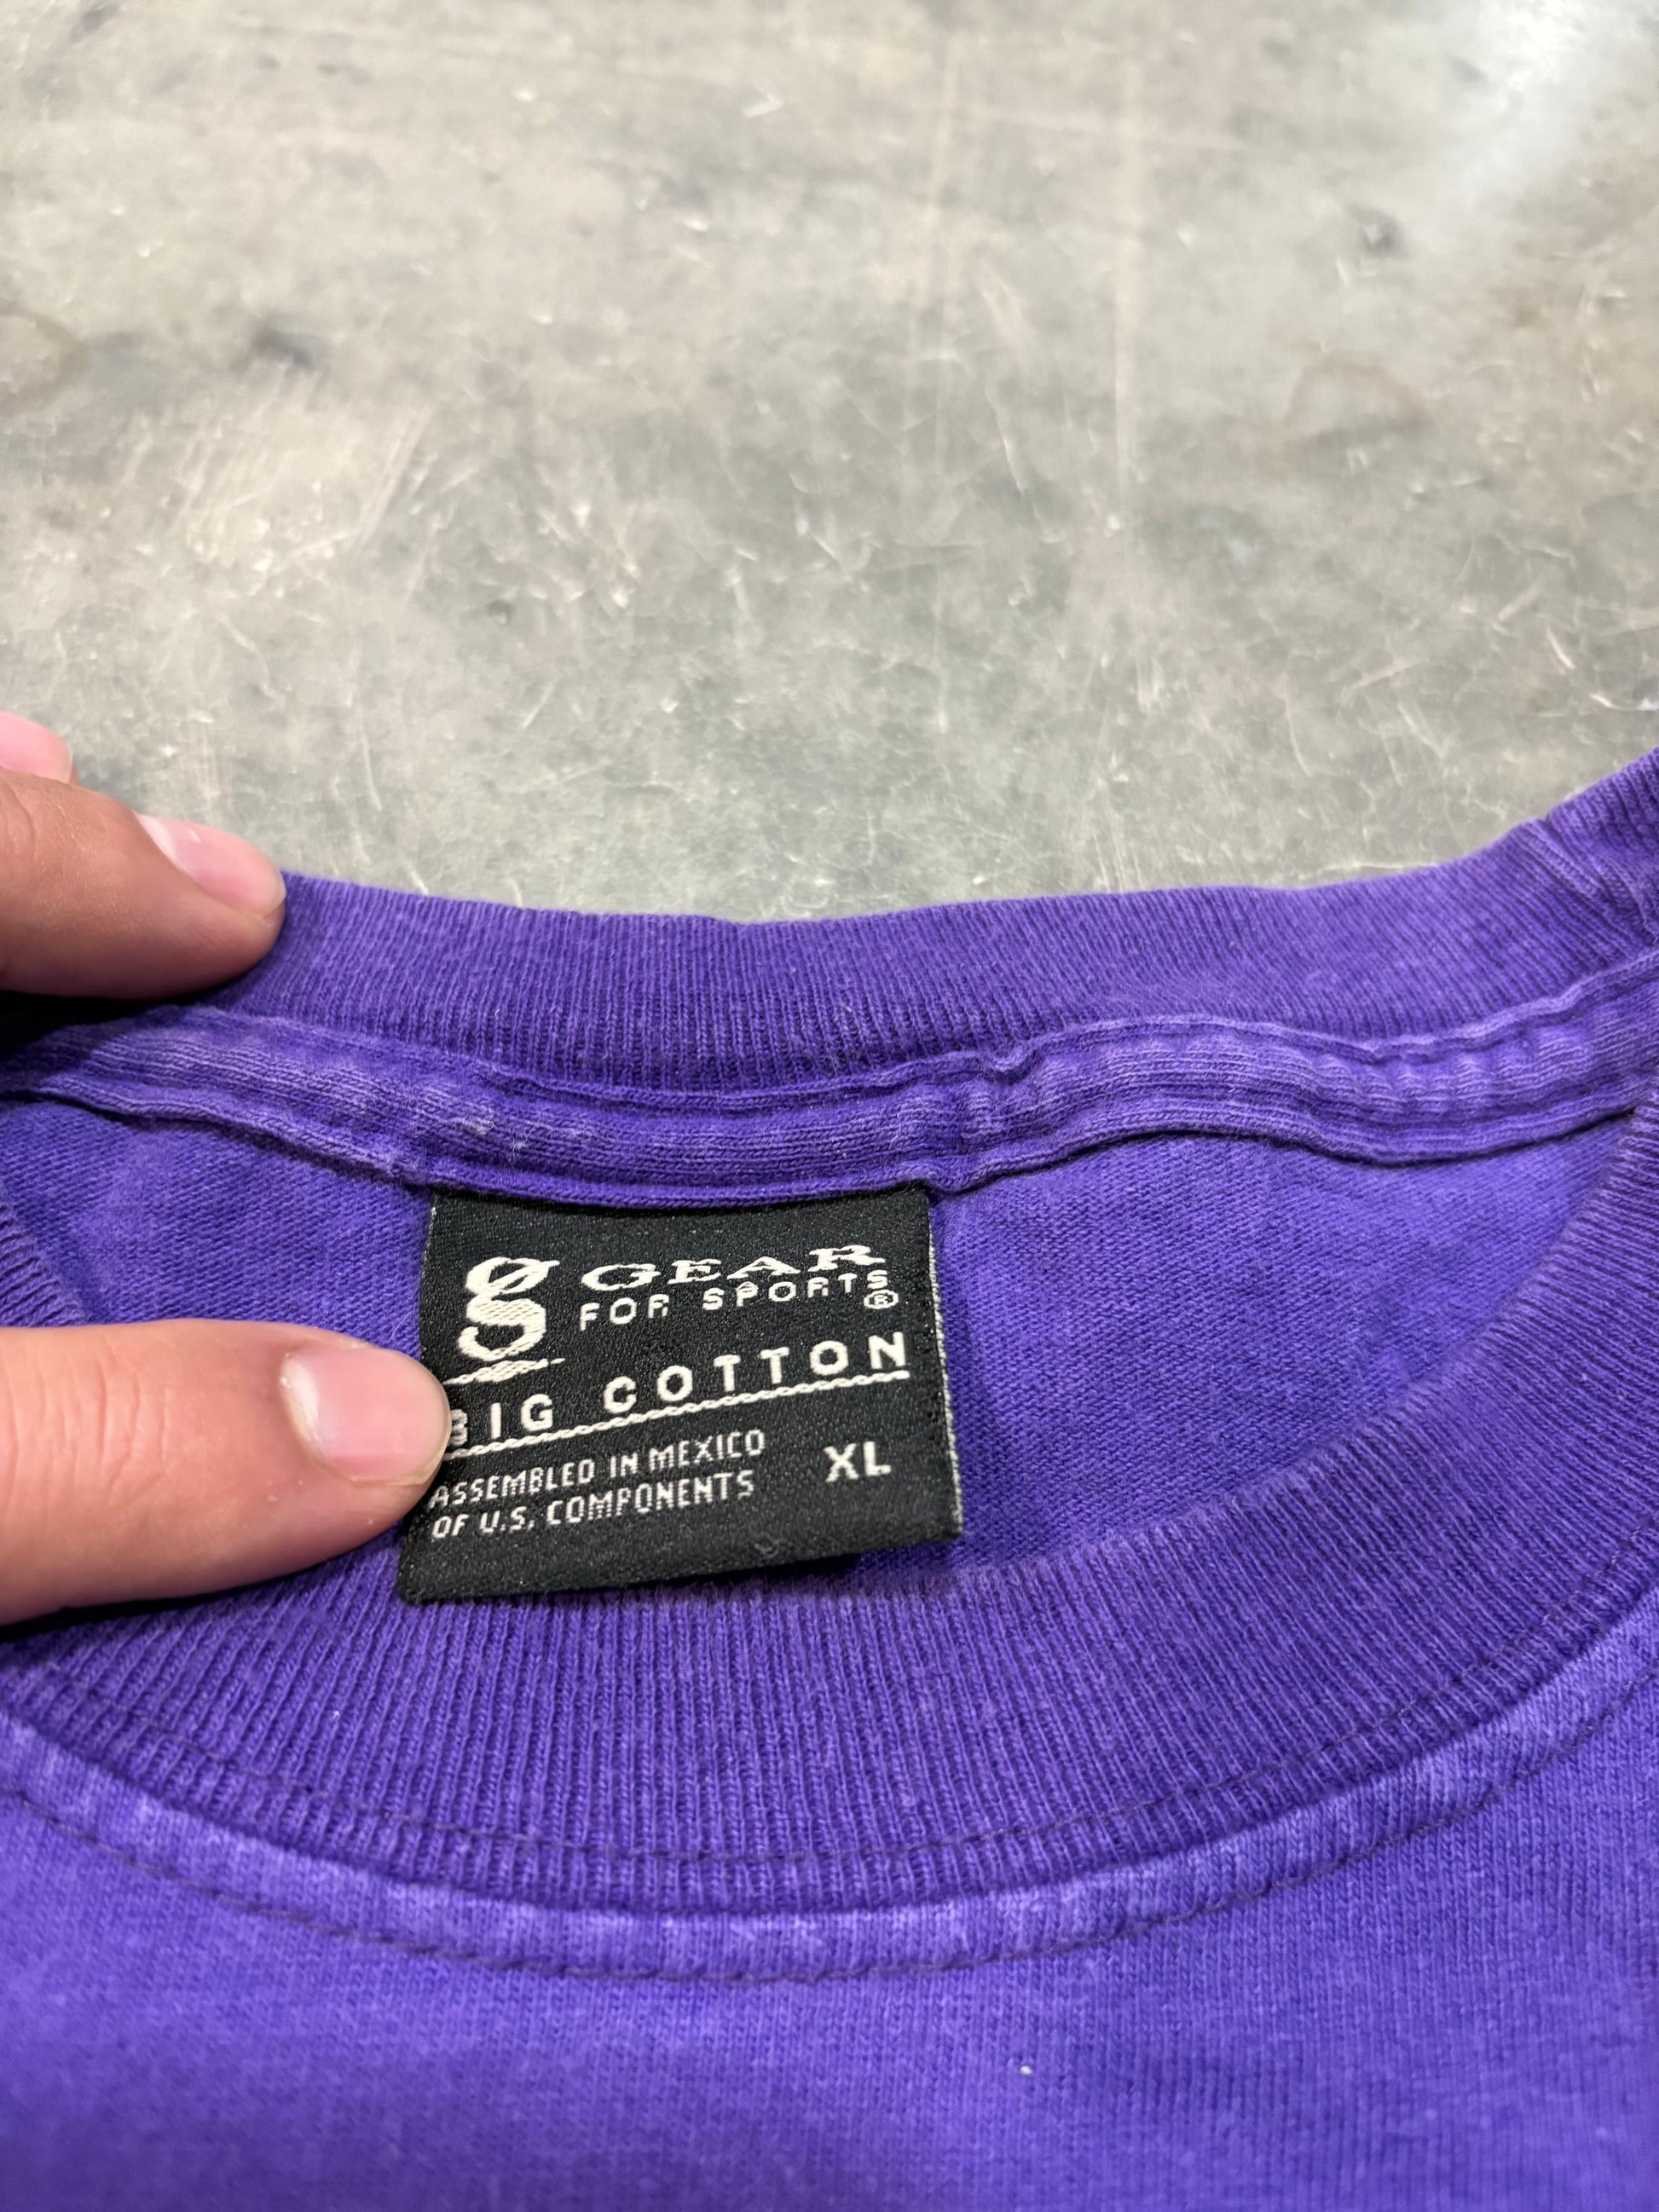 GEAR
FOR SPORTS®
BIG COTTON
ASSEMBLED IN MEXICO
OF U.S. COMPONENTS
XL